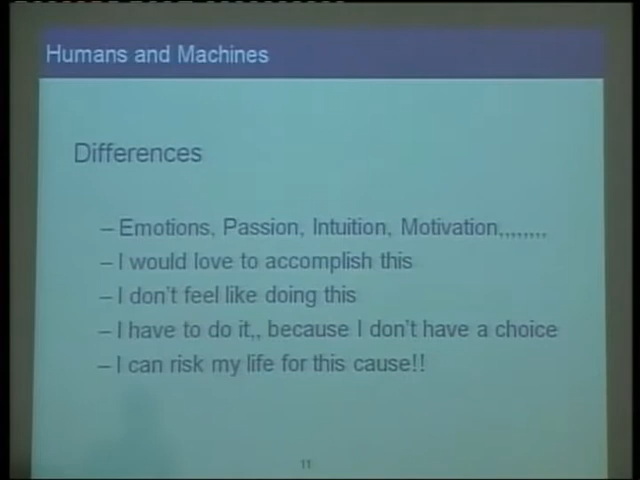 Humans and Machines
Differences
– Emotions, Passion, Intuition, Motivation,,,,,,,,
– I would love to accomplish this
– I don't feel like doing this
– I have to do it,, because I don't have a choice
– I can risk my life for this cause!!
11